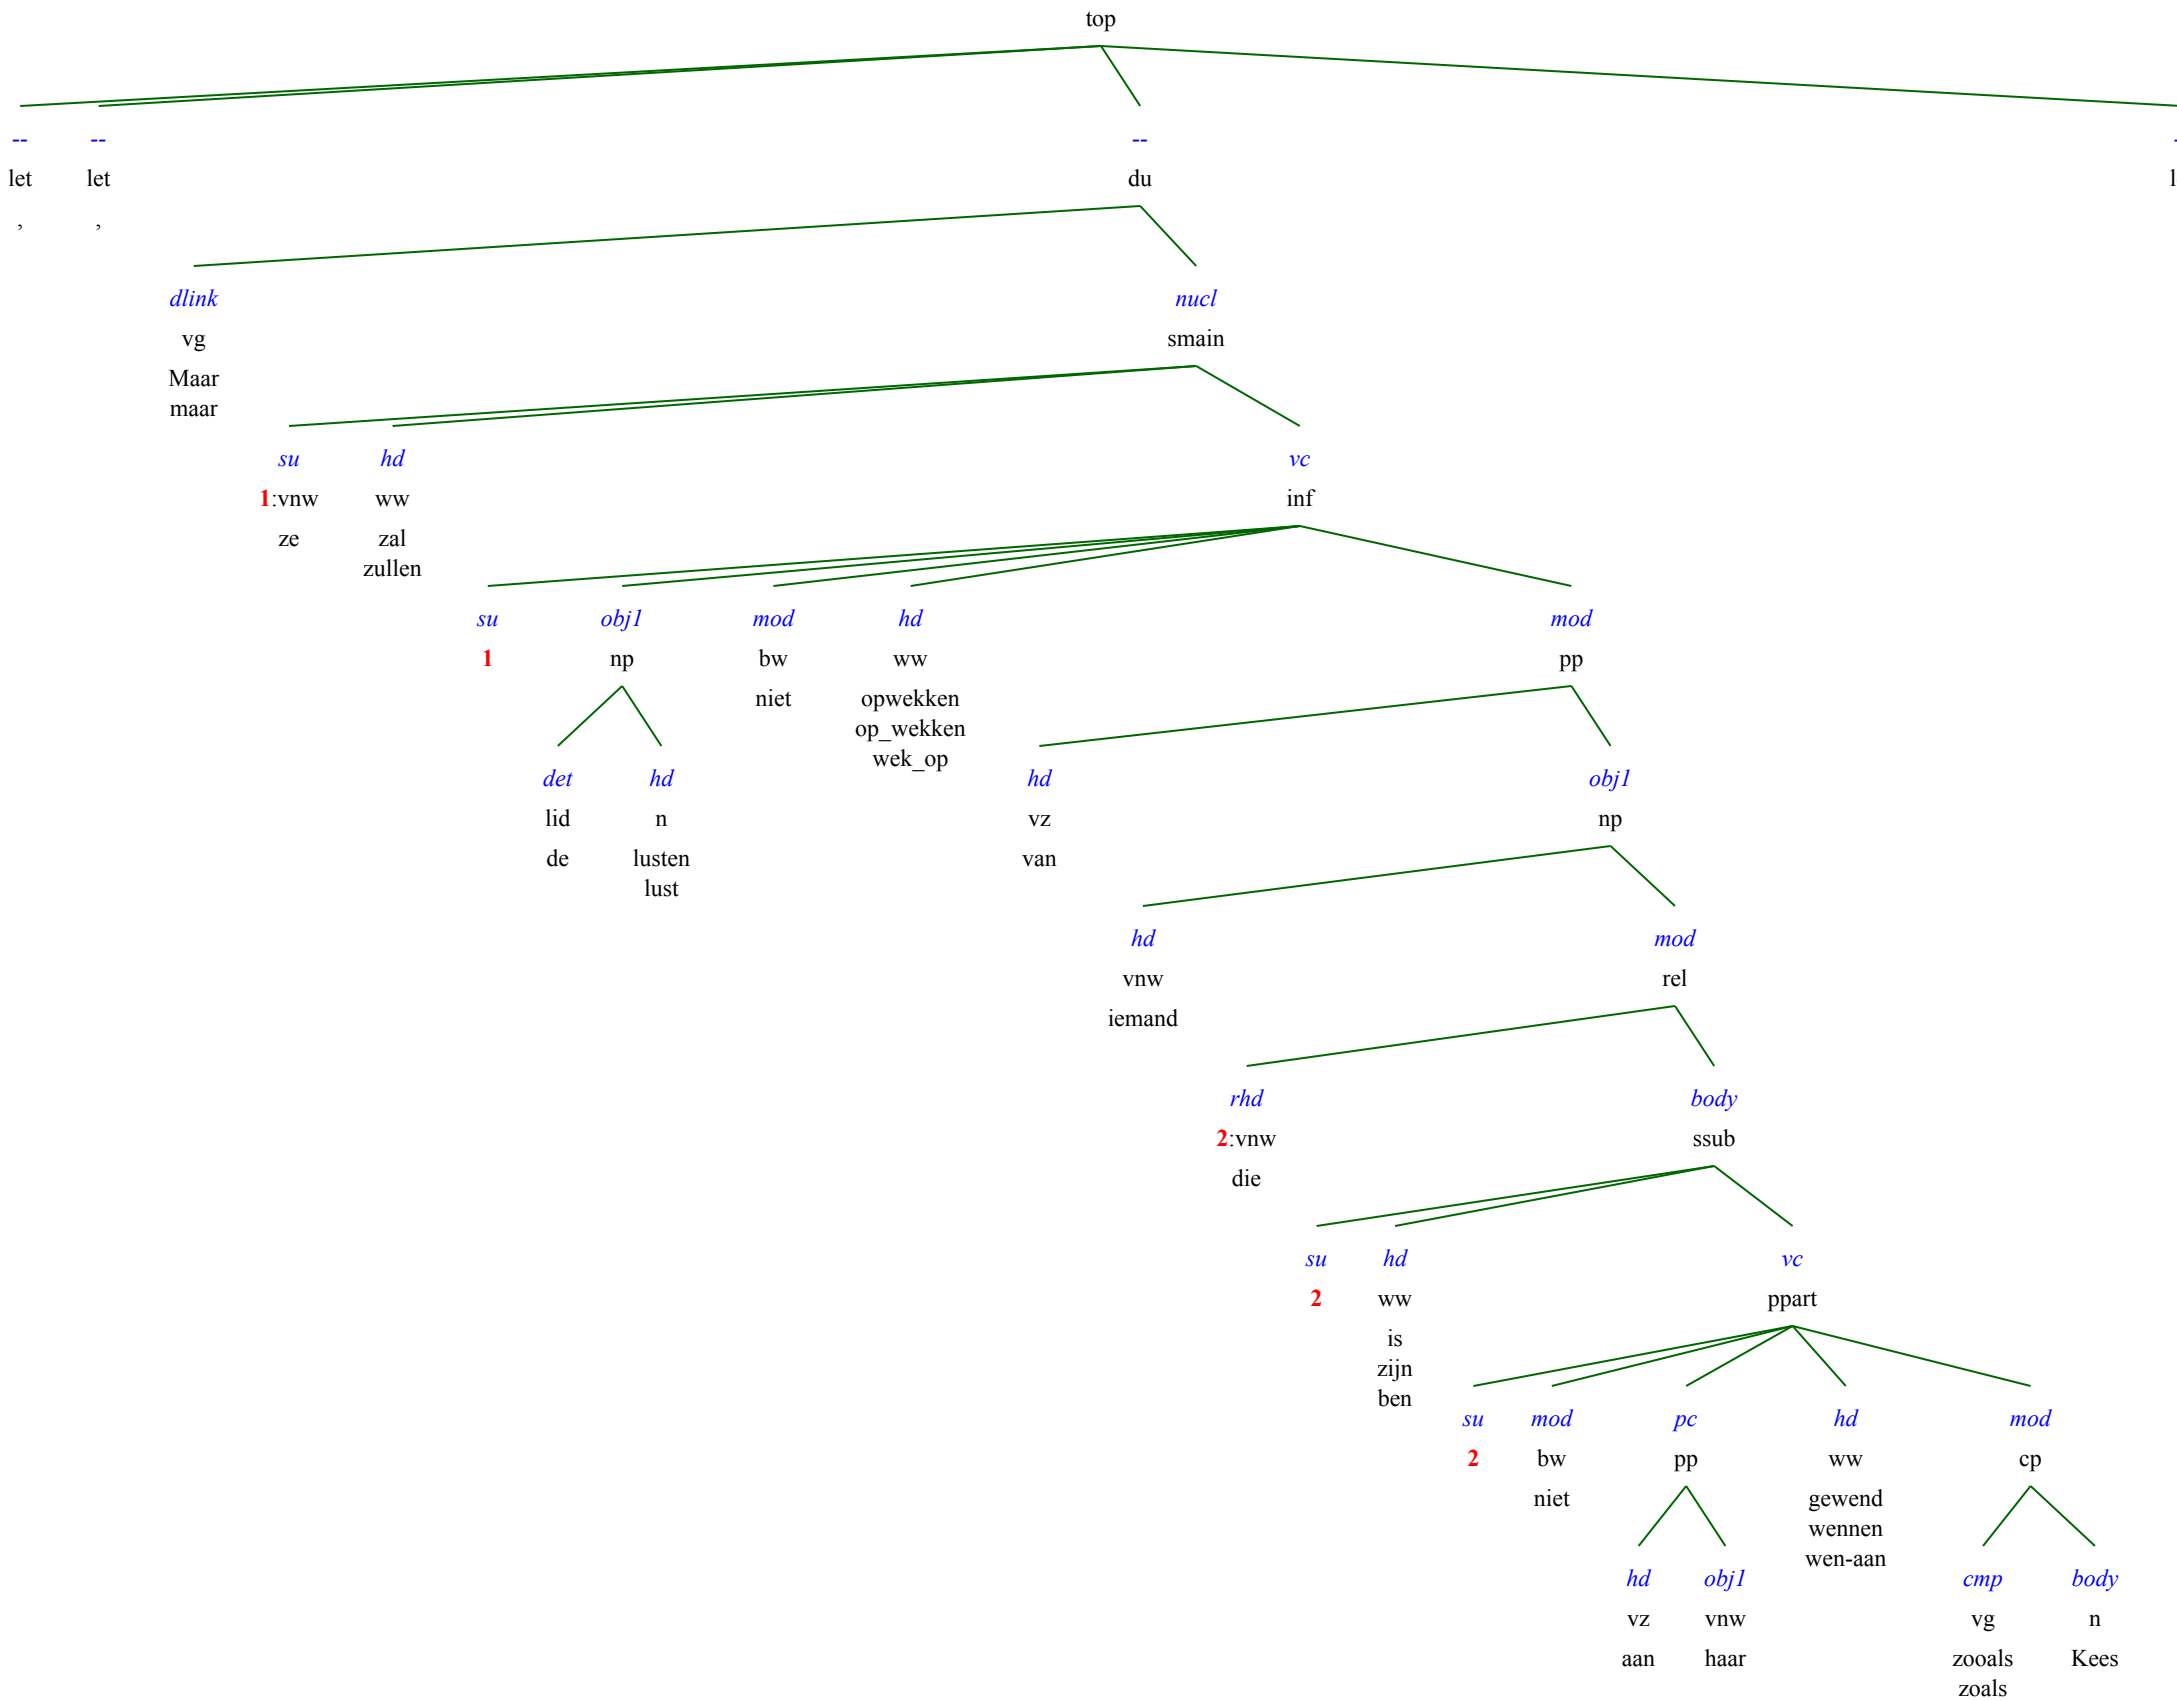 top
-- -- -- -
let let du l
, ,
dlink nucl
vg smain
Maar
maar
su hd vc
1:vnw ww inf
ze zal
zullen
su obj1 mod hd mod
1 np bw ww pp
niet opwekken
op_wekken
wek_op
det hd hd obj1
lid n vz np
de lusten van
lust
hd mod
vnw rel
iemand
rhd body
2:vnw ssub
die
su hd vc
2 ww ppart
is
zijn
ben
su mod pc hd mod
2 bw pp ww cp
niet gewend
wennen
wen-aan
hd obj1 cmp body
vz vnw vg n
aan haar zooals Kees
zoals